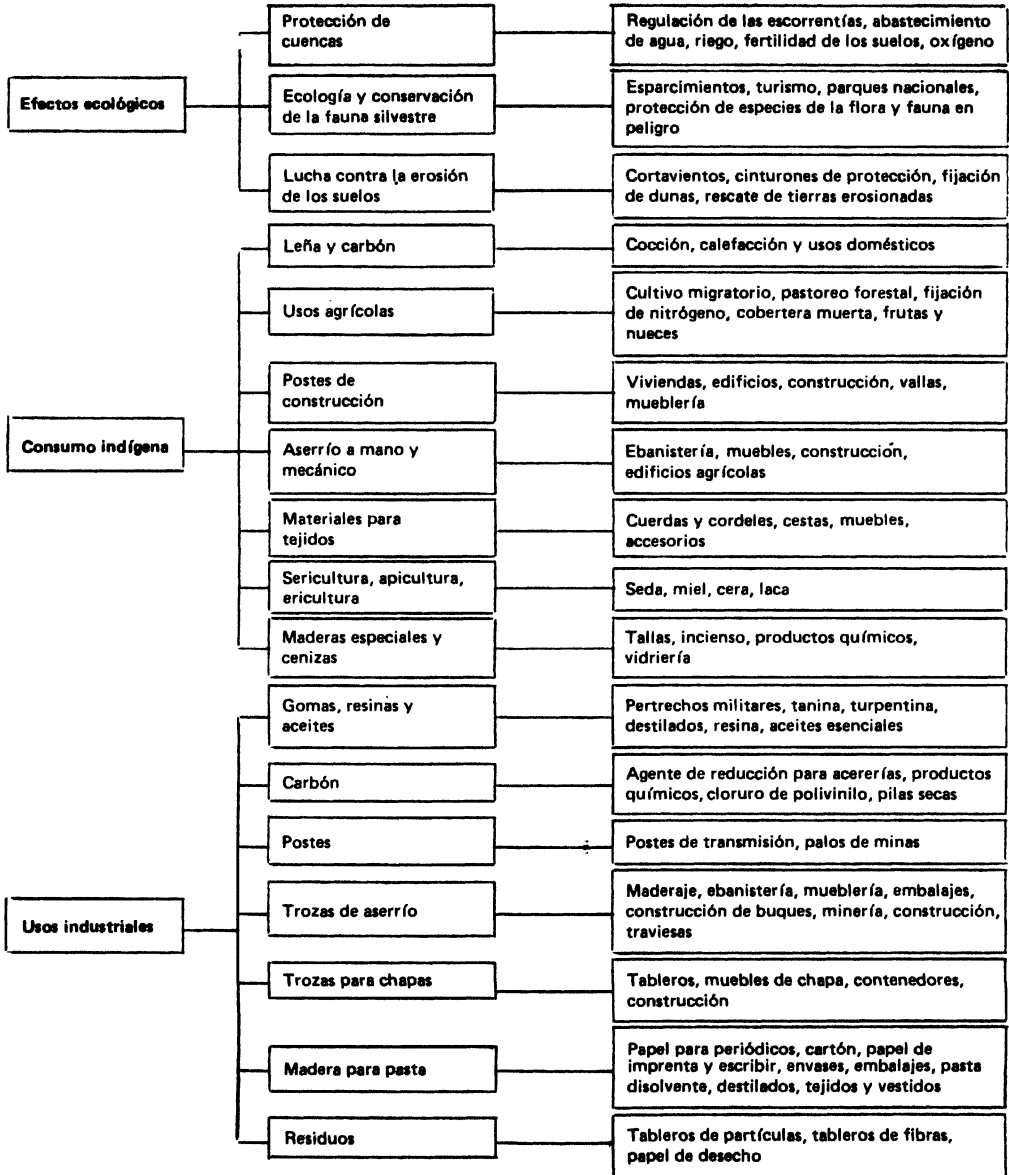 Protección de
cuencas
Regulación de las escorrentías, abastecimiento
de agua, riego, fertilidad de los suelos, oxígeno
Efectos ecológicos
Ecología y conservación
de la fauna silvestre
Esparcimientos, turismo, parques nacionales,
protección de especies de la flora y fauna en
peligro
Lucha contra la erosión
de los suelos
Cortavientos, cinturones de protección, fijación
de dunas, rescate de tierras erosionadas
Leña y carbón
Cocción, calefacción y usos domésticos
Usos agrícolas
Cultivo migratorio, pastoreo forestal, fijación
de nitrógeno, cobertera muerta, frutas y
nueces
Postes de
construcción
Viviendas, edificios, construcción, vallas,
mueblería
Consumo indígena
Aserrío a mano y
mecánico
Ebanistería, muebles, construcción,
edificios agrícolas
Materiales para
tejidos
Cuerdas y cordeles, cestas, muebles,
accesorios
Sericultura, apicultura,
ericultura
Seda, miel, cera, laca
Maderas especiales y
cenizas
Tallas, incienso, productos químicos,
vidriería
Gomas, resinas y
aceites
Pertrechos militares, tanina, turpentina,
destilados, resina, aceites esenciales
Carbón
Agente de reducción para acererías, productos
químicos, cloruro de polivinilo, pilas secas
Postes
Postes de transmisión, palos de minas
Usos industriales
Trozas de aserrío
Maderaje, ebanistería, mueblería, embalajes,
construcción de buques, minería, construcción,
traviesas
Trozas para chapas
Tableros, muebles de chapa, contenedores,
construcción
Madera para pasta
Papel para periódicos, cartón, papel de
imprenta y escribir, envases, embalajes, pasta
disolvente, destilados, tejidos y vestidos
Residuos
Tableros de partículas, tableros de fibras,
papel de desecho